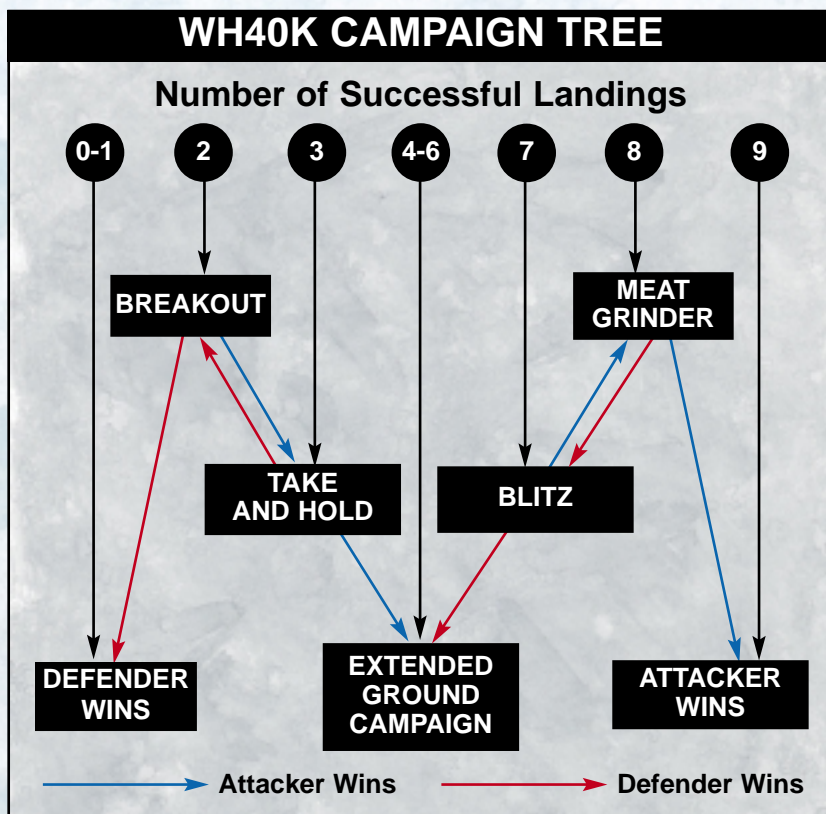 WH40K CAMPAIGN TREE
Number of Successful Landings
0-1
2
3
4-6
7
8
9
BREAKOUT
MEAT
GRINDER
TAKE
AND HOLD
BLITZ
DEFENDER
WINS
EXTENDED
GROUND
CAMPAIGN
ATTACKER
WINS
Attacker Wins
Defender Wins